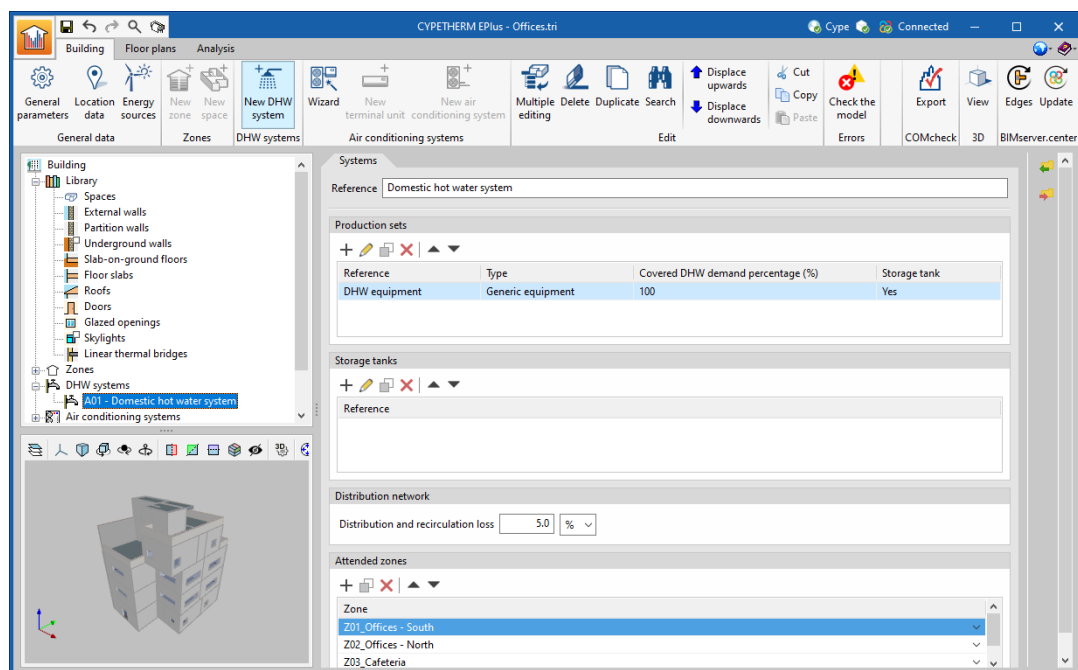 CYPETHERM EPlus - Offices.tri
Cype
Connected
Building Floor plans Analysis
General parameters
Location data
Energy sources
New zone
New space
New DHW system
Wizard
New terminal unit
New air conditioning system
Multiple editing
Delete
Duplicate
Search
Displace upwards
Displace downwards
Cut
Copy
Paste
Check the model
Export
View
Edges
Update
General data
Zones
DHW systems
Air conditioning systems
Edit
Errors
COMcheck
3D
BIMserver.center
Building
Library
Spaces
External walls
Partition walls
Underground walls
Slab-on-ground floors
Floor slabs
Roofs
Doors
Glazed openings
Skylights
Linear thermal bridges
Zones
DHW systems
A01 - Domestic hot water system
Air conditioning systems
3D
Systems
Reference Domestic hot water system
Production sets
Reference Type Covered DHW demand percentage (%) Storage tank
DHW equipment Generic equipment 100 Yes
Storage tanks
Reference
Distribution network
Distribution and recirculation loss 5.0 %
Attended zones
Zone
Z01_Offices - South
Z02_Offices - North
Z03_Cafeteria